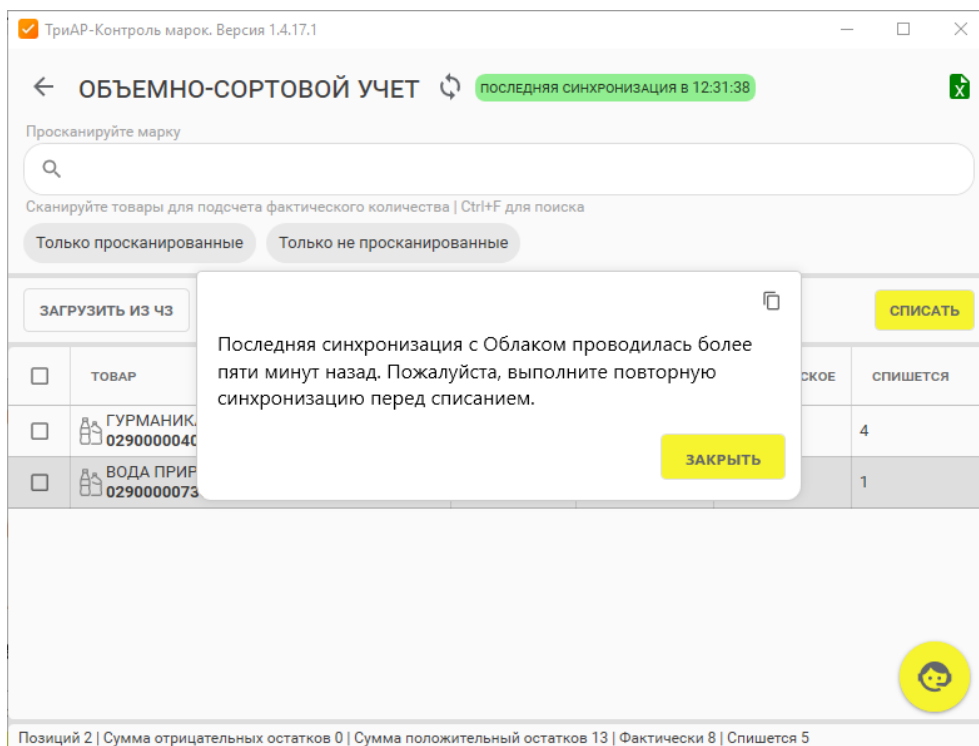 ТриАР-Контроль марок. Версия 1.4.17.1
ОБЪЕМНО-СОРТОВОЙ УЧЕТ
ПОСЛЕДНЯЯ СИНХРОНИЗАЦИЯ В 12:31:38
Просканируйте марку
Сканируйте товары для подсчета фактического количества | Ctrl+F для поиска
Только просканированные
Только не просканированные
ЗАГРУЗИТЬ ИЗ ЧЗ
СПИСАТЬ
Последняя синхронизация с Облаком проводилась более
пяти минут назад. Пожалуйста, выполните повторную
синхронизацию перед списанием.
ЗАКРЫТЬ
ТОВАР
СКОЕ
СПИШЕТСЯ
ГУРМАНИК
0290000040
4
ВОДА ПРИР
0290000073
1
Позиций 2 | Сумма отрицательных остатков 0 | Сумма положительный остатков 13 | Фактически 8 | Спишется 5